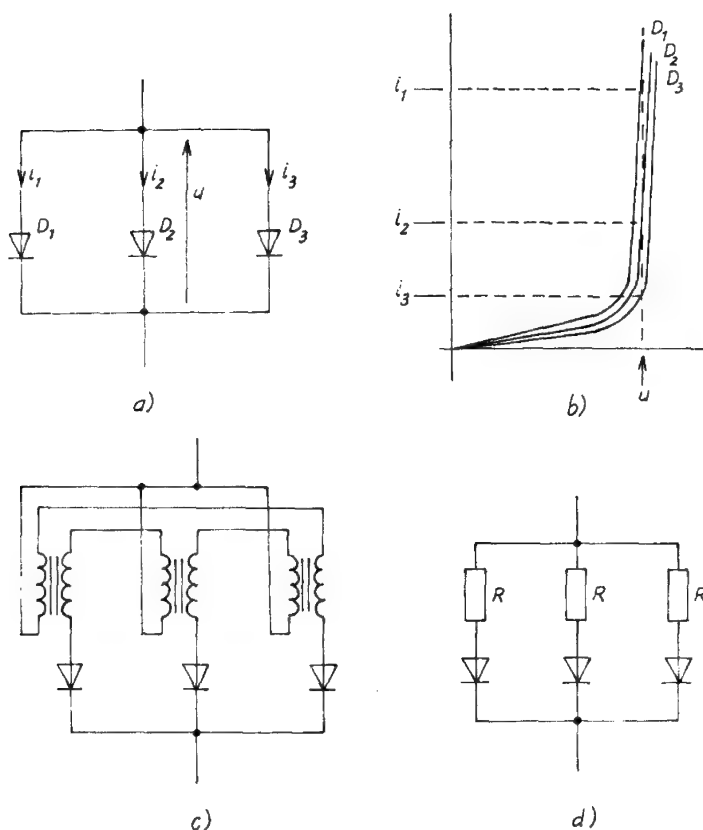 i₁
i₂
u
i₃
D₁
D₂
D₃
a)
i₁
i₂
i₃
D₁
D₂
D₃
u
b)
c)
R
R
R
d)